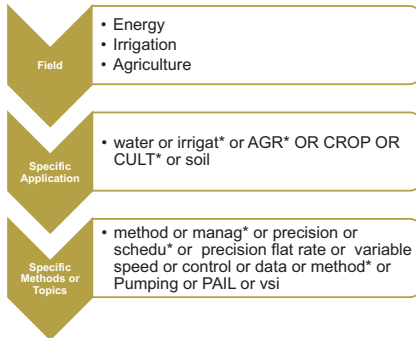 Field
• Energy
• Irrigation
• Agriculture
Specific
Application
• water or irrigat* or AGR* OR CROP OR
CULT* or soil
Specific
Methods or
Topics
• method or manag* or precision or
schedu* or precision flat rate or variable
speed or control or data or method* or
Pumping or PAIL or vsi